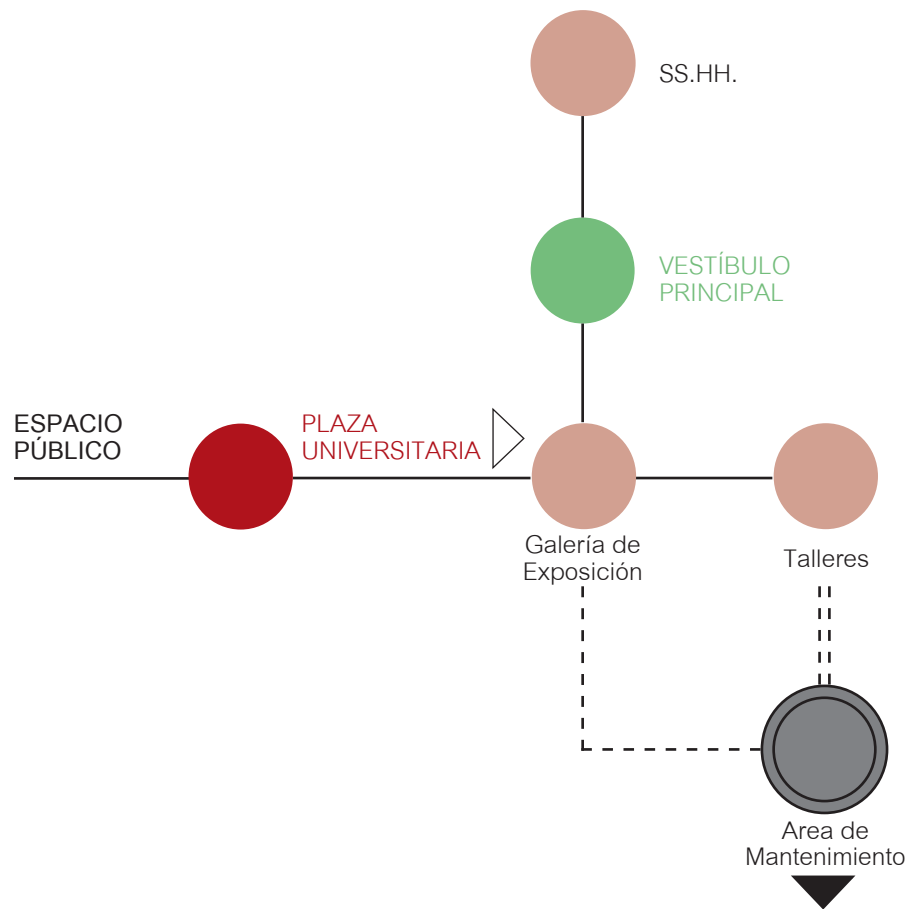 SS.HH.
VESTÍBULO
PRINCIPAL
ESPACIO
PÚBLICO
PLAZA
UNIVERSITARIA
Galería de
Exposición
Talleres
Area de
Mantenimiento